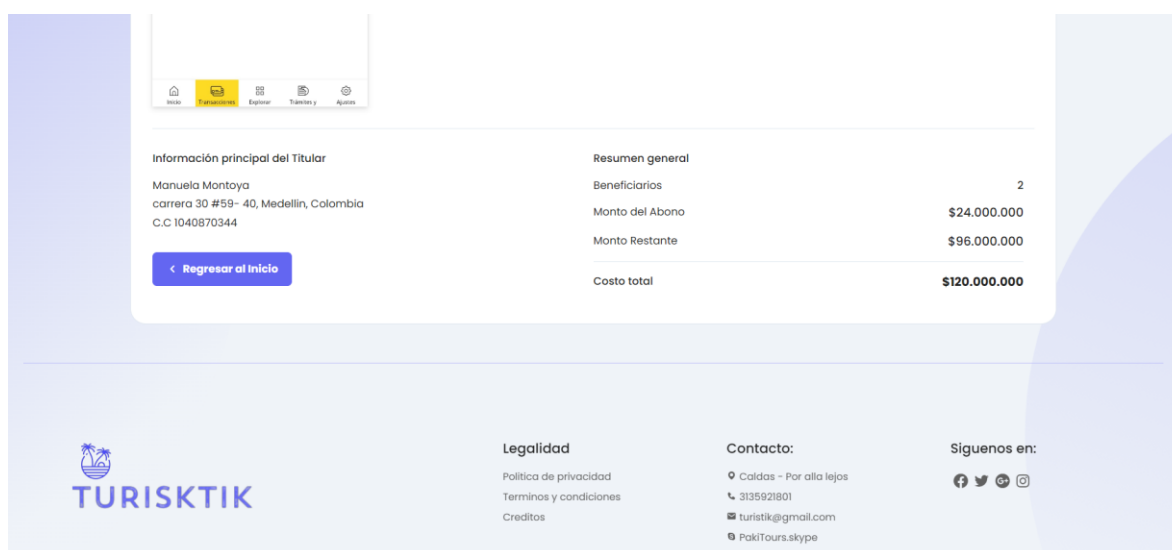 Inicio
Transacciones
Explorar
Trámites y
Ajustes
Información principal del Titular
Manuela Montoya
carrera 30 #59- 40, Medellin, Colombia
C.C 1040870344
< Regresar al Inicio
Resumen general
Beneficiarios 2
Monto del Abono $24.000.000
Monto Restante $96.000.000
Costo total $120.000.000
TURISKTIK
Legalidad
Politica de privacidad
Terminos y condiciones
Creditos
Contacto:
Caldas - Por alla lejos
3135921801
turistik@gmail.com
PakiTours.skype
Siguenos en: